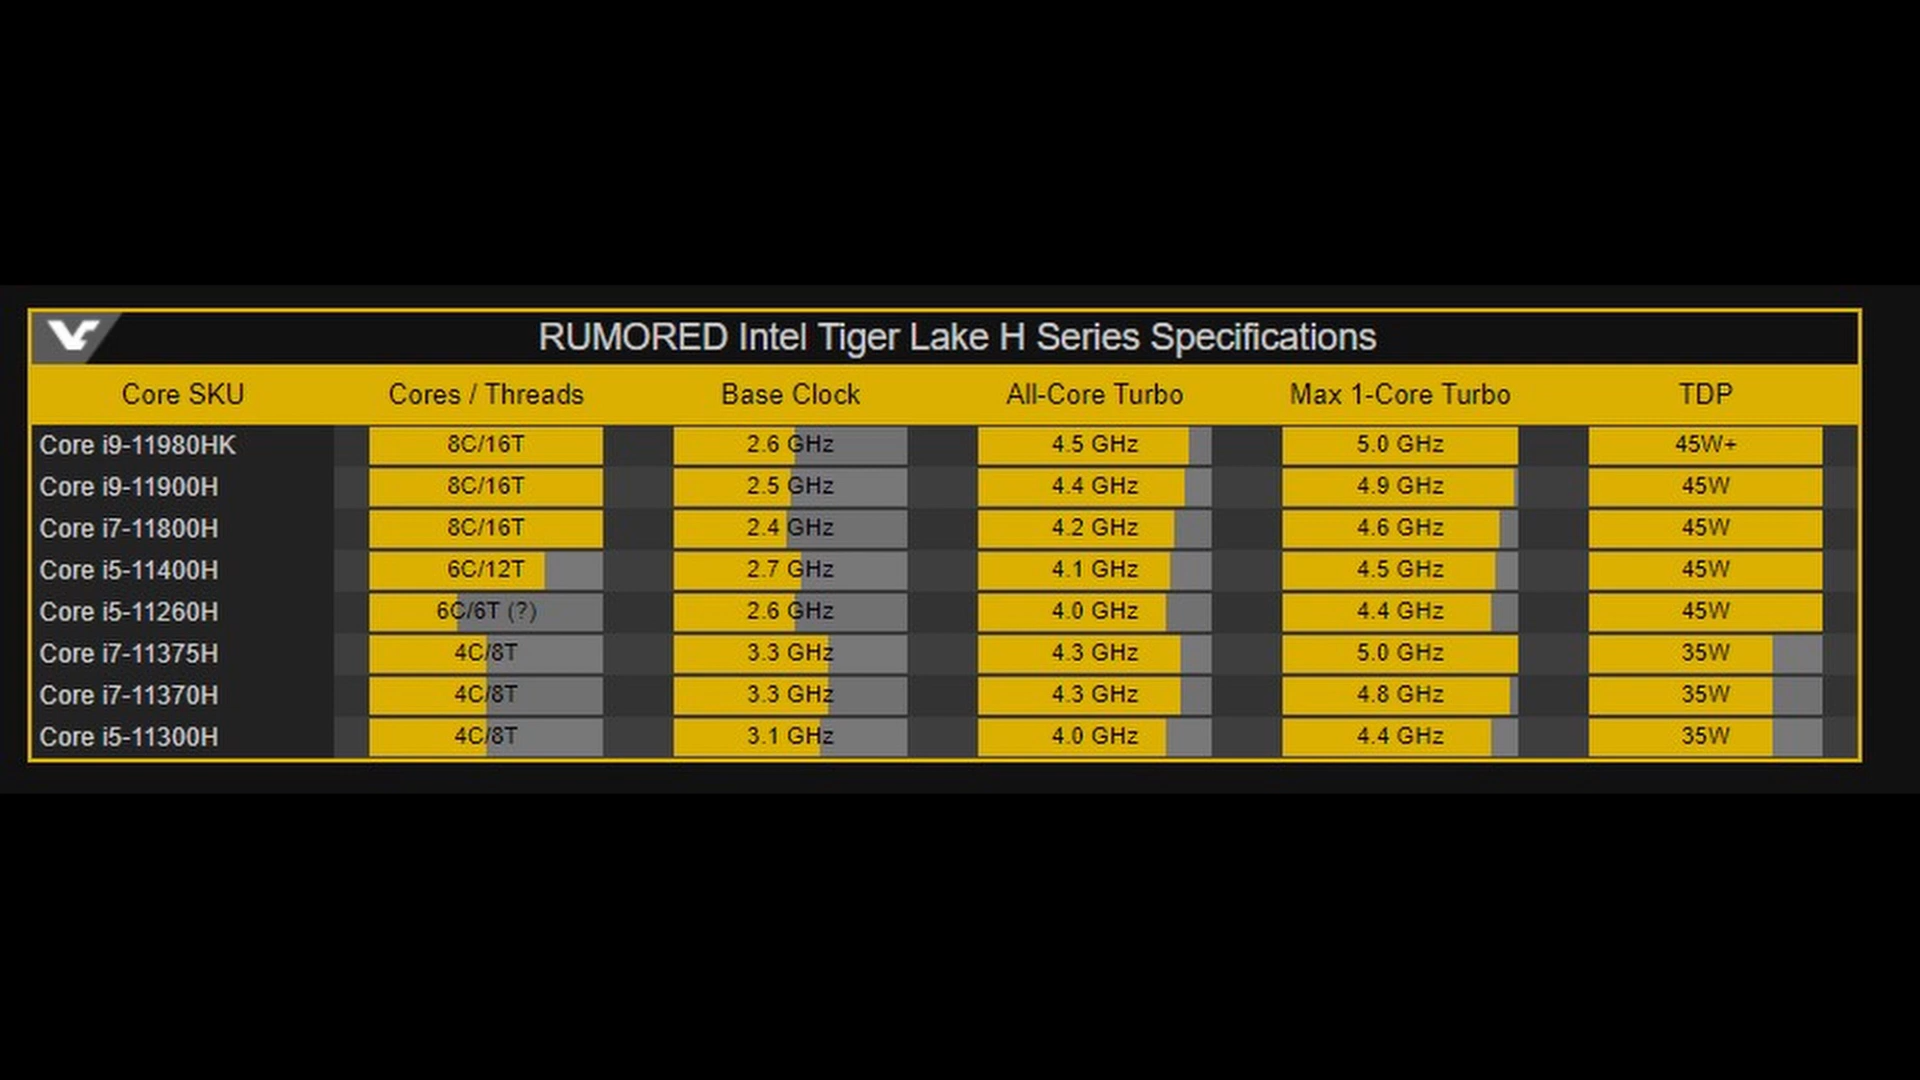 RUMORED Intel Tiger Lake H Series Specifications
Core SKU Cores / Threads Base Clock All-Core Turbo Max 1-Core Turbo TDP
Core i9-11980HK 8C/16T 2.6 GHz 4.5 GHz 5.0 GHz 45W+
Core i9-11900H 8C/16T 2.5 GHz 4.4 GHz 4.9 GHz 45W
Core i7-11800H 8C/16T 2.4 GHz 4.2 GHz 4.6 GHz 45W
Core i5-11400H 6C/12T 2.7 GHz 4.1 GHz 4.5 GHz 45W
Core i5-11260H 6C/6T (?) 2.6 GHz 4.0 GHz 4.4 GHz 45W
Core i7-11375H 4C/8T 3.3 GHz 4.3 GHz 5.0 GHz 35W
Core i7-11370H 4C/8T 3.3 GHz 4.3 GHz 4.8 GHz 35W
Core i5-11300H 4C/8T 3.1 GHz 4.0 GHz 4.4 GHz 35W